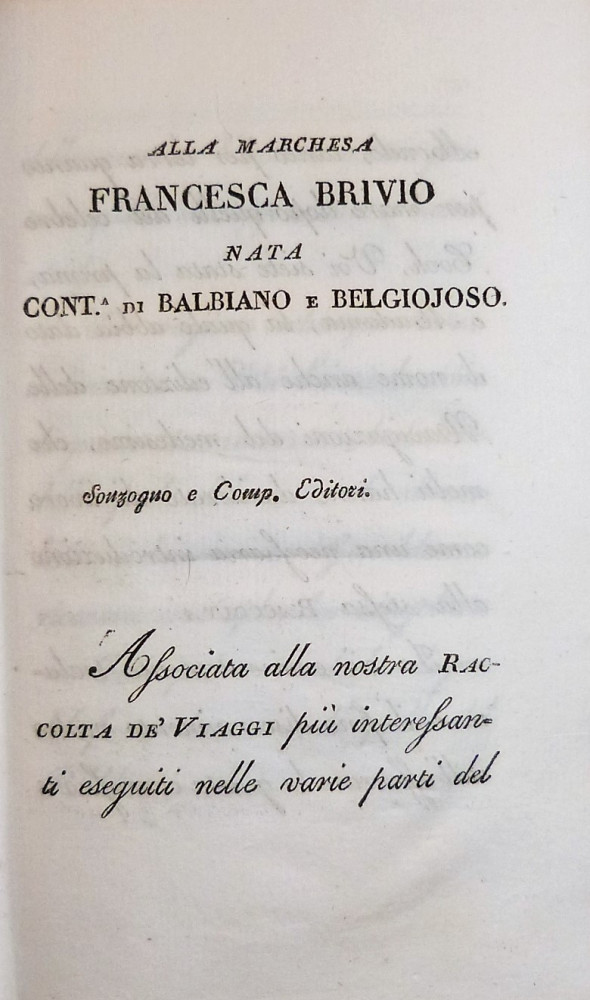 ALLA MARCHESA
FRANCESCA BRIVIO
NATA
CONT.ᴬ DI BALBIANO E BELGIOJOSO.
Sonzogno e Comp. Editori.
Aſsociata alla nostra RAC-
COLTA DE' VIAGGI più intereſsan-
ti eseguiti nelle varie parti del